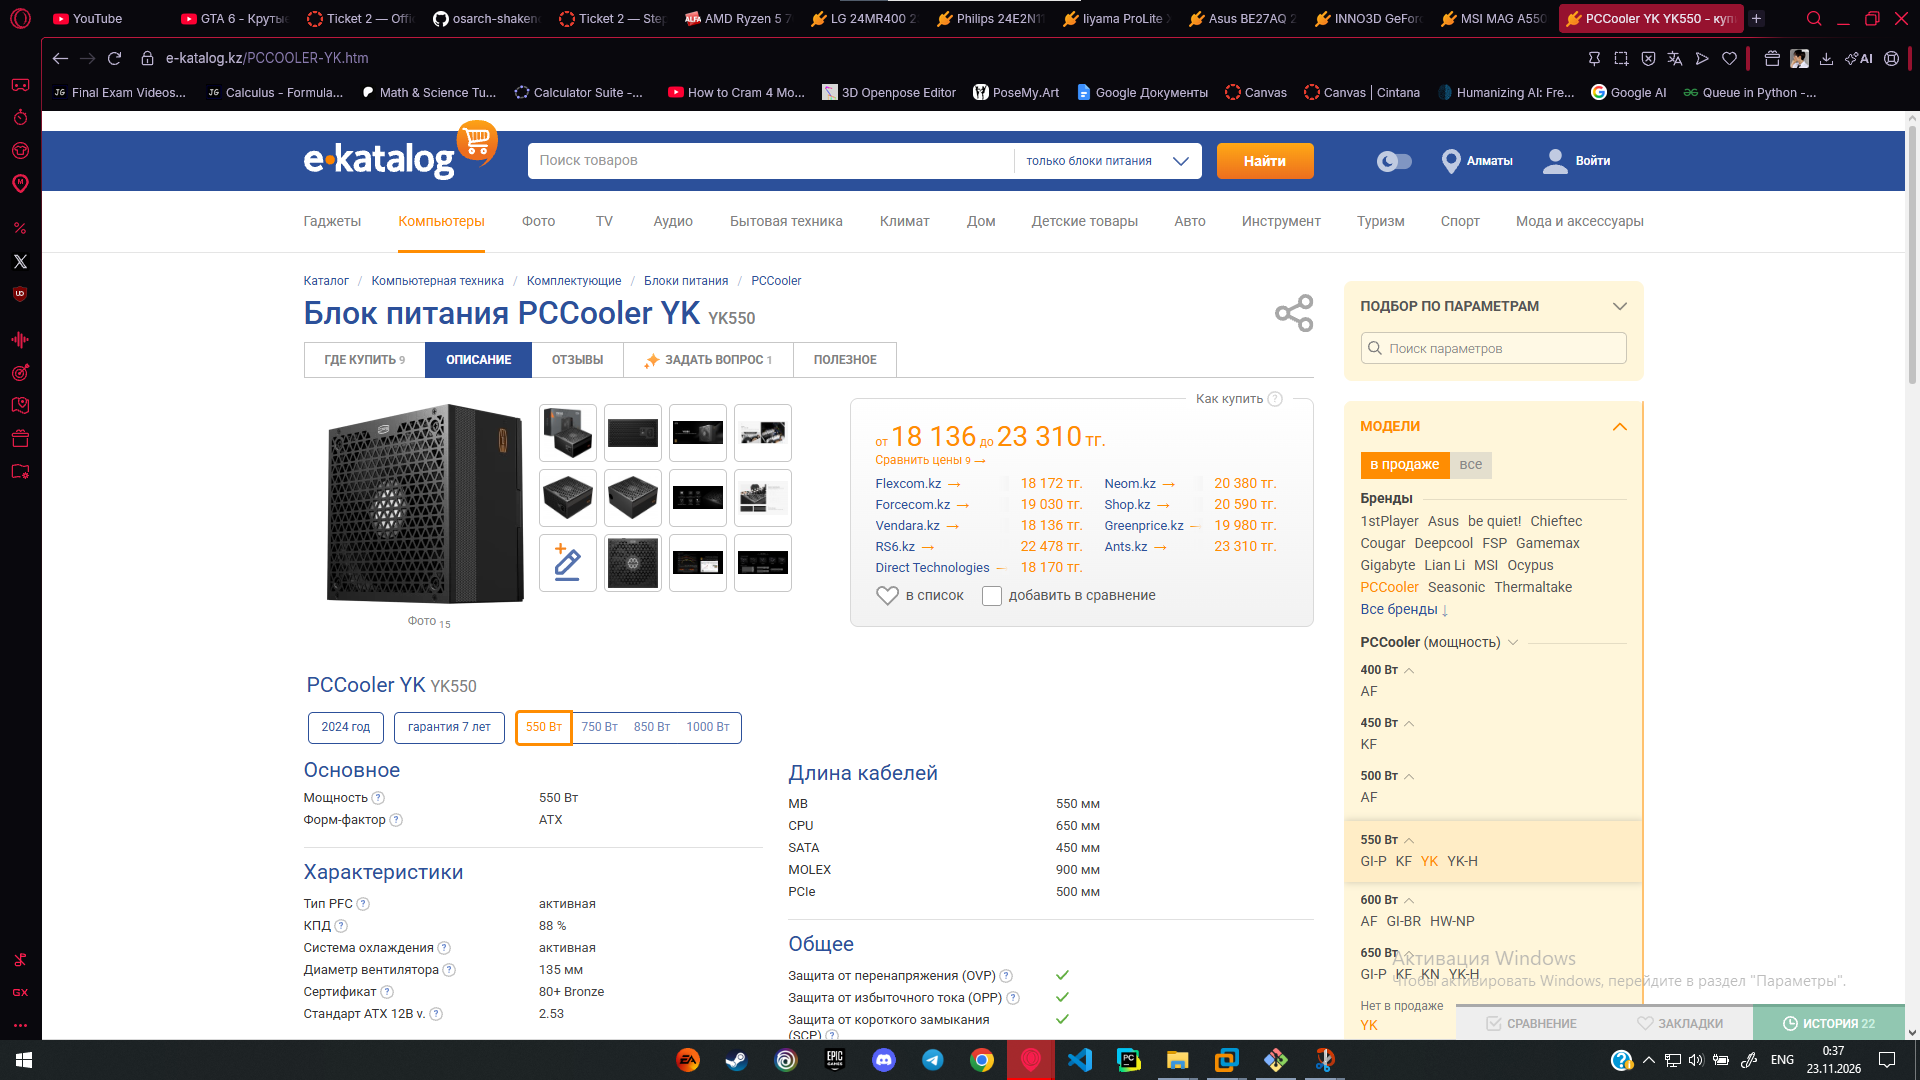 YouTube
GTA 6 - Круты
Ticket 2 — Offi
osarch-shaken
Ticket 2 — Step
AMD Ryzen 5 7
LG 24MR400 2
Philips 24E2N1
Iiyama ProLite X
Asus BE27AQ 2
INNO3D GeFor
MSI MAG A550
PCCooler YK YK550 - куп
e-katalog.kz/PCCOOLER-YK.htm
AI
Final Exam Videos...
Calculus - Formula...
Math & Science Tu...
Calculator Suite -...
How to Cram 4 Mo...
3D Openpose Editor
PoseMy.Art
Google Документы
Canvas
Canvas | Cintana
Humanizing AI: Fre...
Google AI
Queue in Python -...
e•katalog
Поиск товаров
только блоки питания
Найти
Алматы
Войти
Гаджеты
Компьютеры
Фото
TV
Аудио
Бытовая техника
Климат
Дом
Детские товары
Авто
Инструмент
Туризм
Спорт
Мода и аксессуары
Каталог / Компьютерная техника / Комплектующие / Блоки питания / PCCooler
Блок питания PCCooler YK YK550
ГДЕ КУПИТЬ 9
ОПИСАНИЕ
ОТЗЫВЫ
ЗАДАТЬ ВОПРОС 1
ПОЛЕЗНОЕ
Фото 15
Как купить ?
от 18 136 до 23 310 тг.
Сравнить цены 9 →
Flexcom.kz → 18 172 тг.
Neom.kz → 20 380 тг.
Forcecom.kz → 19 030 тг.
Shop.kz → 20 590 тг.
Vendara.kz → 18 136 тг.
Greenprice.kz 19 980 тг.
RS6.kz → 22 478 тг.
Ants.kz → 23 310 тг.
Direct Technologies 18 170 тг.
в список
добавить в сравнение
PCCooler YK YK550
2024 год
гарантия 7 лет
550 Вт
750 Вт
850 Вт
1000 Вт
Основное
Мощность ? 550 Вт
Форм-фактор ? ATX
Характеристики
Тип PFC ? активная
КПД ? 88 %
Система охлаждения ? активная
Диаметр вентилятора ? 135 мм
Сертификат ? 80+ Bronze
Стандарт ATX 12B v. ? 2.53
Длина кабелей
MB 550 мм
CPU 650 мм
SATA 450 мм
MOLEX 900 мм
PCIe 500 мм
Общее
Защита от перенапряжения (OVP) ?
Защита от избыточного тока (OPP) ?
Защита от короткого замыкания
(SCP) ?
ПОДБОР ПО ПАРАМЕТРАМ
Поиск параметров
МОДЕЛИ
в продаже
все
Бренды
1stPlayer Asus be quiet! Chieftec
Cougar Deepcool FSP Gamemax
Gigabyte Lian Li MSI Ocypus
PCCooler Seasonic Thermaltake
Все бренды ↓
PCCooler (мощность)
400 Вт
AF
450 Вт
KF
500 Вт
AF
550 Вт
GI-P KF YK YK-H
600 Вт
AF GI-BR HW-NP
650 Вт
GI-P KF KN YK-H
Нет в продаже
YK
Активация Windows
Чтобы активировать Windows, перейдите в раздел "Параметры".
СРАВНЕНИЕ
ЗАКЛАДКИ
ИСТОРИЯ 22
GX
ENG
0:37
23.11.2026